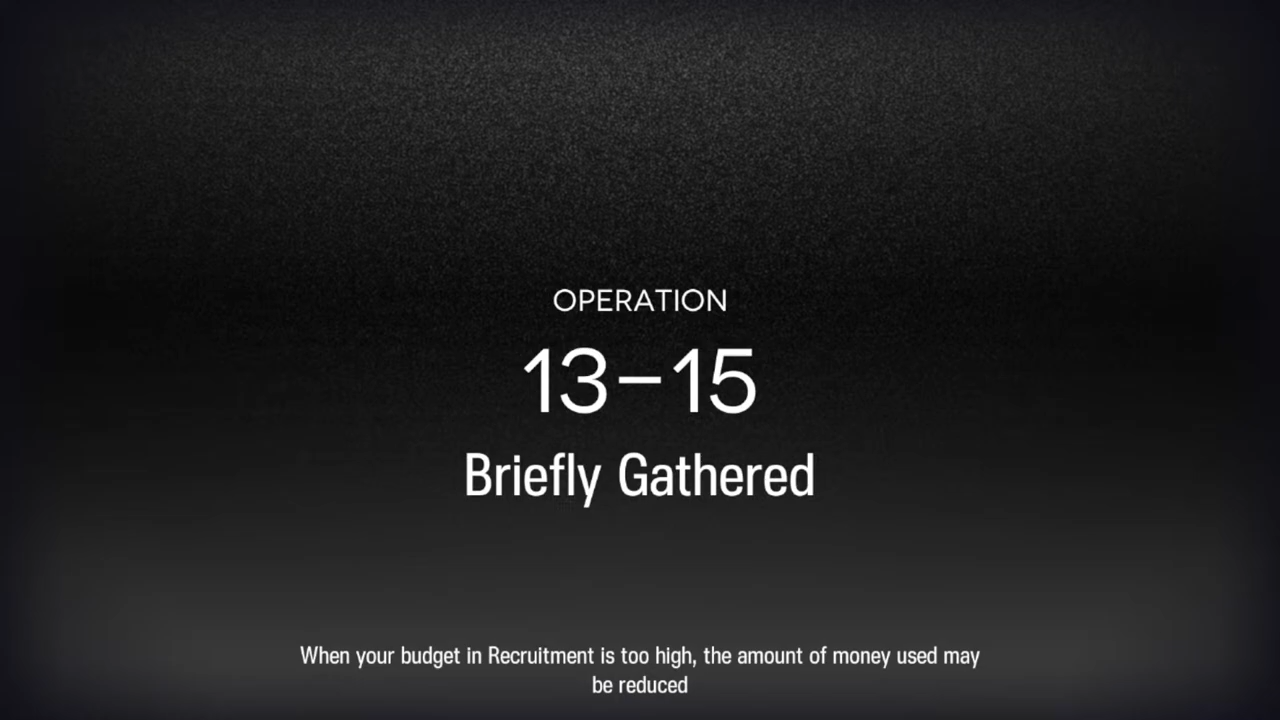 OPERATION
13-15
Briefly Gathered
When your budget in Recruitment is too high, the amount of money used may
be reduced